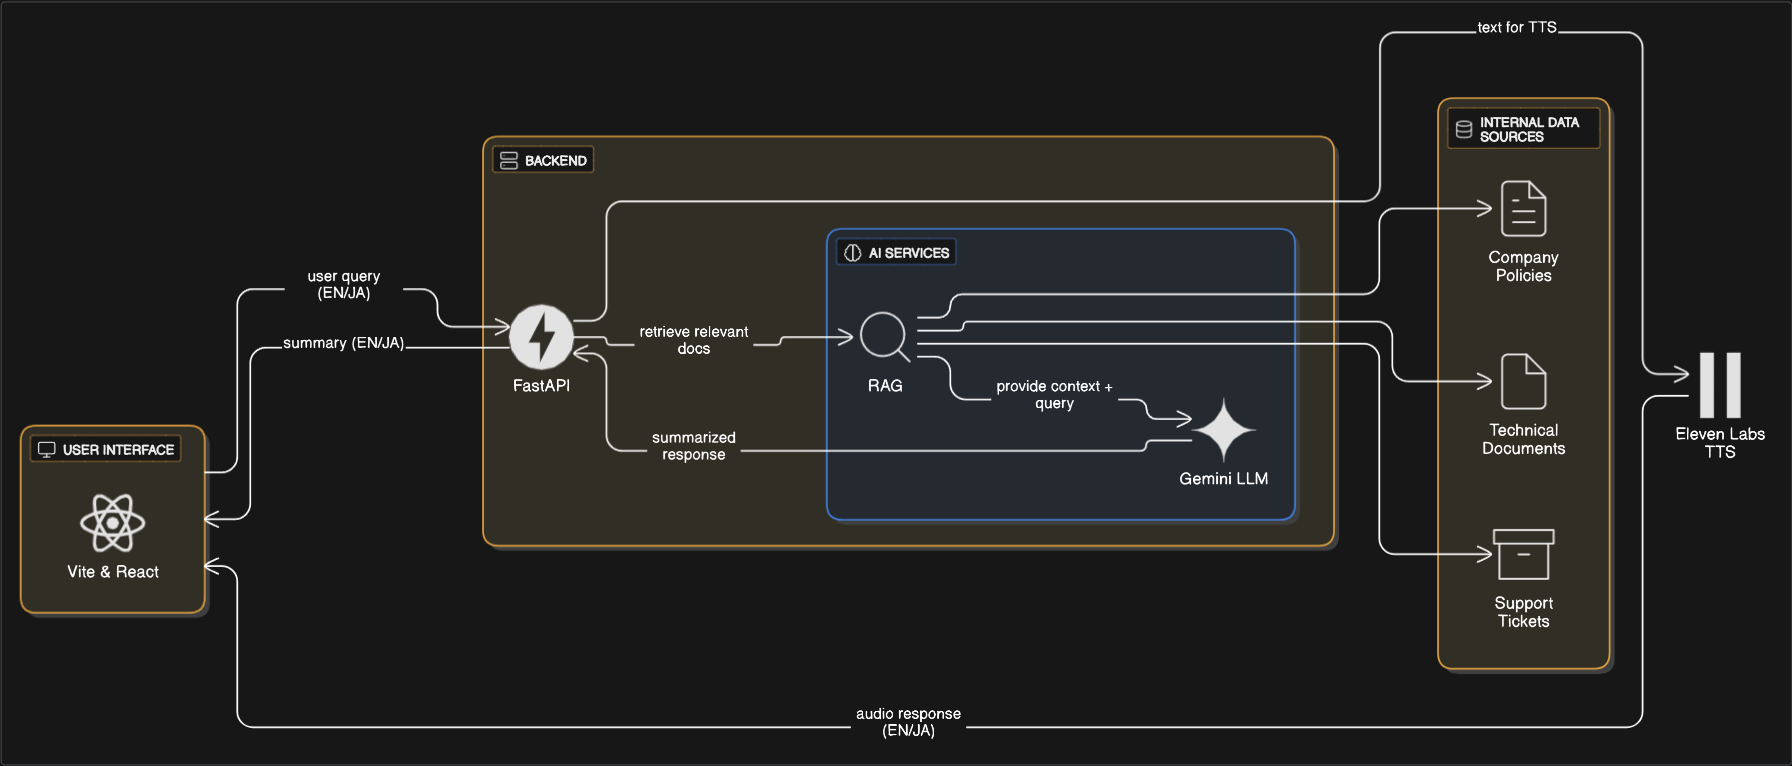 text for TTS
INTERNAL DATA
SOURCES
BACKEND
Company
Policies
AI SERVICES
user query
(EN/JA)
summary (EN/JA)
FastAPI
retrieve relevant
docs
RAG
provide context +
query
summarized
response
Gemini LLM
Technical
Documents
Eleven Labs
TTS
USER INTERFACE
Vite & React
Support
Tickets
audio response
(EN/JA)